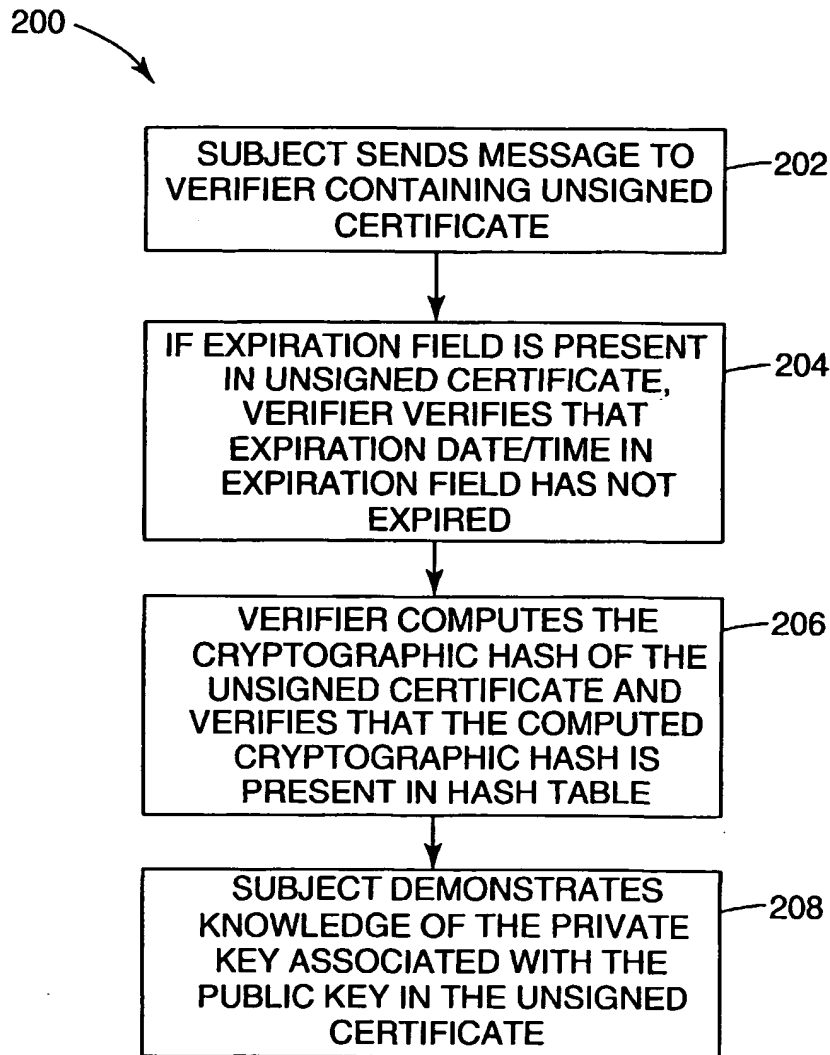 200
SUBJECT SENDS MESSAGE TO
VERIFIER CONTAINING UNSIGNED
CERTIFICATE
202
IF EXPIRATION FIELD IS PRESENT
IN UNSIGNED CERTIFICATE,
VERIFIER VERIFIES THAT
EXPIRATION DATE/TIME IN
EXPIRATION FIELD HAS NOT
EXPIRED
204
VERIFIER COMPUTES THE
CRYPTOGRAPHIC HASH OF THE
UNSIGNED CERTIFICATE AND
VERIFIES THAT THE COMPUTED
CRYPTOGRAPHIC HASH IS
PRESENT IN HASH TABLE
206
SUBJECT DEMONSTRATES
KNOWLEDGE OF THE PRIVATE
KEY ASSOCIATED WITH THE
PUBLIC KEY IN THE UNSIGNED
CERTIFICATE
208